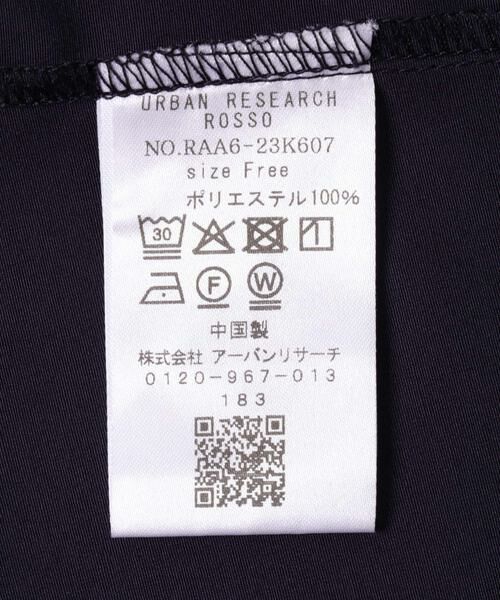 URBAN RESEARCH
ROSSO
NO.RAA6-23K607
size Free
ポリエステル100%
30
F W
中国製
株式会社 アーバンリサーチ
0120-967-013
183